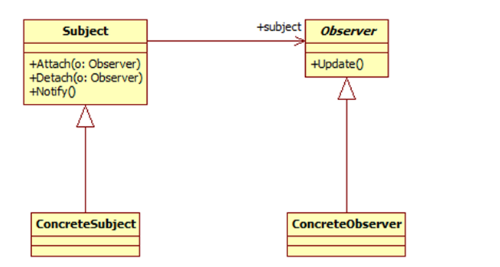 Subject
+subject
Observer
+Attach(o: Observer)
+Detach(o: Observer)
+Notify()
+Update()
ConcreteSubject
ConcreteObserver